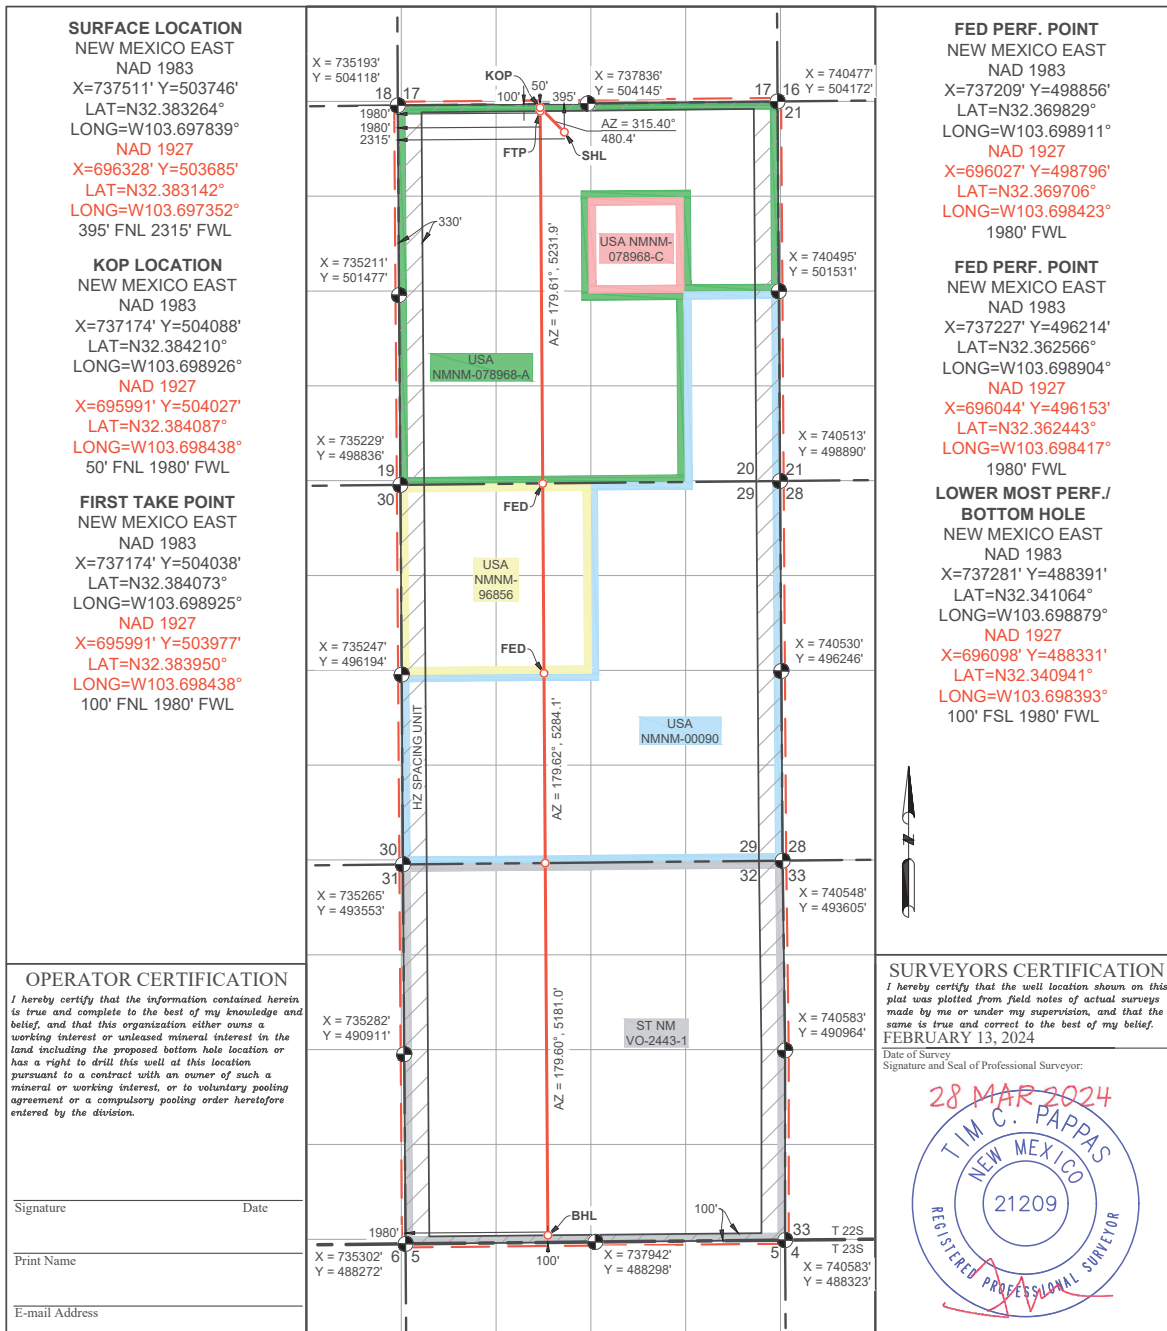 SURFACE LOCATION
NEW MEXICO EAST
NAD 1983
X=737511' Y=503746'
LAT=N32.383264°
LONG=W103.697839°
NAD 1927
X=696328' Y=503685'
LAT=N32.383142°
LONG=W103.697352°
395' FNL 2315' FWL
KOP LOCATION
NEW MEXICO EAST
NAD 1983
X=737174' Y=504088'
LAT=N32.384210°
LONG=W103.698926°
NAD 1927
X=695991' Y=504027'
LAT=N32.384087°
LONG=W103.698438°
50' FNL 1980' FWL
FIRST TAKE POINT
NEW MEXICO EAST
NAD 1983
X=737174' Y=504038'
LAT=N32.384073°
LONG=W103.698925°
NAD 1927
X=695991' Y=503977'
LAT=N32.383950°
LONG=W103.698438°
100' FNL 1980' FWL
OPERATOR CERTIFICATION
I hereby certify that the information contained herein
is true and complete to the best of my knowledge and
belief, and that this organization either owns a
working interest or unleased mineral interest in the
land including the proposed bottom hole location or
has a right to drill this well at this location
pursuant to a contract with an owner of such a
mineral or working interest, or to voluntary pooling
agreement or a compulsory pooling order heretofore
entered by the division.
Signature Date
Print Name
E-mail Address
X = 735193'
Y = 504118'
KOP
50'
100'
395'
X = 737836'
Y = 504145'
X = 740477'
Y = 504172'
18 17
17 16
21
1980'
1980'
2315'
FTP
SHL
AZ = 315.40°
480.4'
330'
USA NMNM-
078968-C
X = 735211'
Y = 501477'
X = 740495'
Y = 501531'
AZ = 179.61°, 5231.9'
USA
NMNM-078968-A
X = 735229'
Y = 498836'
X = 740513'
Y = 498890'
19
30
20 21
29 28
FED
USA
NMNM-
96856
X = 735247'
Y = 496194'
FED
X = 740530'
Y = 496246'
USA
NMNM-00090
HZ SPACING UNIT
AZ = 179.62°, 5284.1'
30
31
29 28
32 33
X = 735265'
Y = 493553'
X = 740548'
Y = 493605'
X = 735282'
Y = 490911'
X = 740583'
Y = 490964'
ST NM
VO-2443-1
AZ = 179.60°, 5181.0'
BHL
1980'
100'
100'
33
T 22S
T 23S
6 5
5 4
X = 735302'
Y = 488272'
X = 737942'
Y = 488298'
X = 740583'
Y = 488323'
FED PERF. POINT
NEW MEXICO EAST
NAD 1983
X=737209' Y=498856'
LAT=N32.369829°
LONG=W103.698911°
NAD 1927
X=696027' Y=498796'
LAT=N32.369706°
LONG=W103.698423°
1980' FWL
FED PERF. POINT
NEW MEXICO EAST
NAD 1983
X=737227' Y=496214'
LAT=N32.362566°
LONG=W103.698904°
NAD 1927
X=696044' Y=496153'
LAT=N32.362443°
LONG=W103.698417°
1980' FWL
LOWER MOST PERF./
BOTTOM HOLE
NEW MEXICO EAST
NAD 1983
X=737281' Y=488391'
LAT=N32.341064°
LONG=W103.698879°
NAD 1927
X=696098' Y=488331'
LAT=N32.340941°
LONG=W103.698393°
100' FSL 1980' FWL
N
SURVEYORS CERTIFICATION
I hereby certify that the well location shown on this
plat was plotted from field notes of actual surveys
made by me or under my supervision, and that the
same is true and correct to the best of my belief.
FEBRUARY 13, 2024
Date of Survey
Signature and Seal of Professional Surveyor:
28 MAR 2024
TIM C. PAPPAS
NEW MEXICO
21209
REGISTERED PROFESSIONAL SURVEYOR